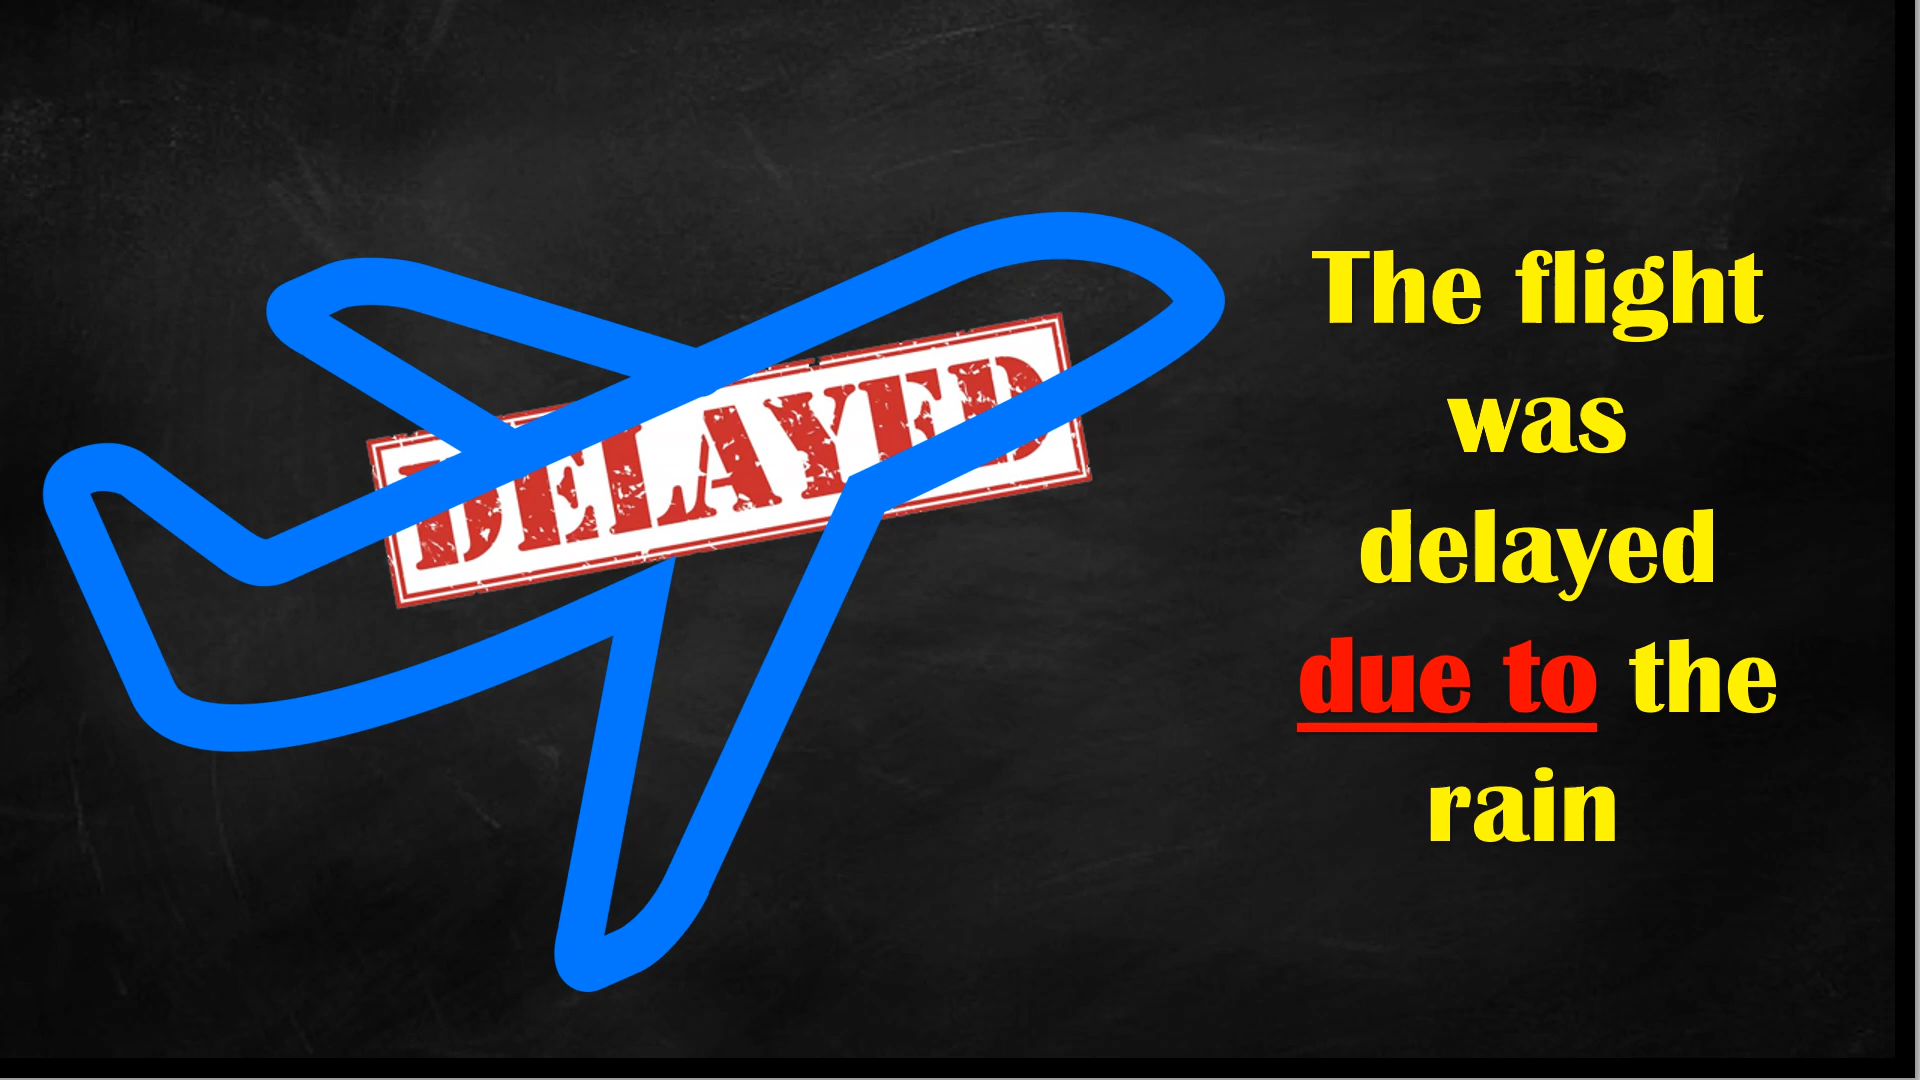 DELAYED
The flight
was
delayed
due to the
rain